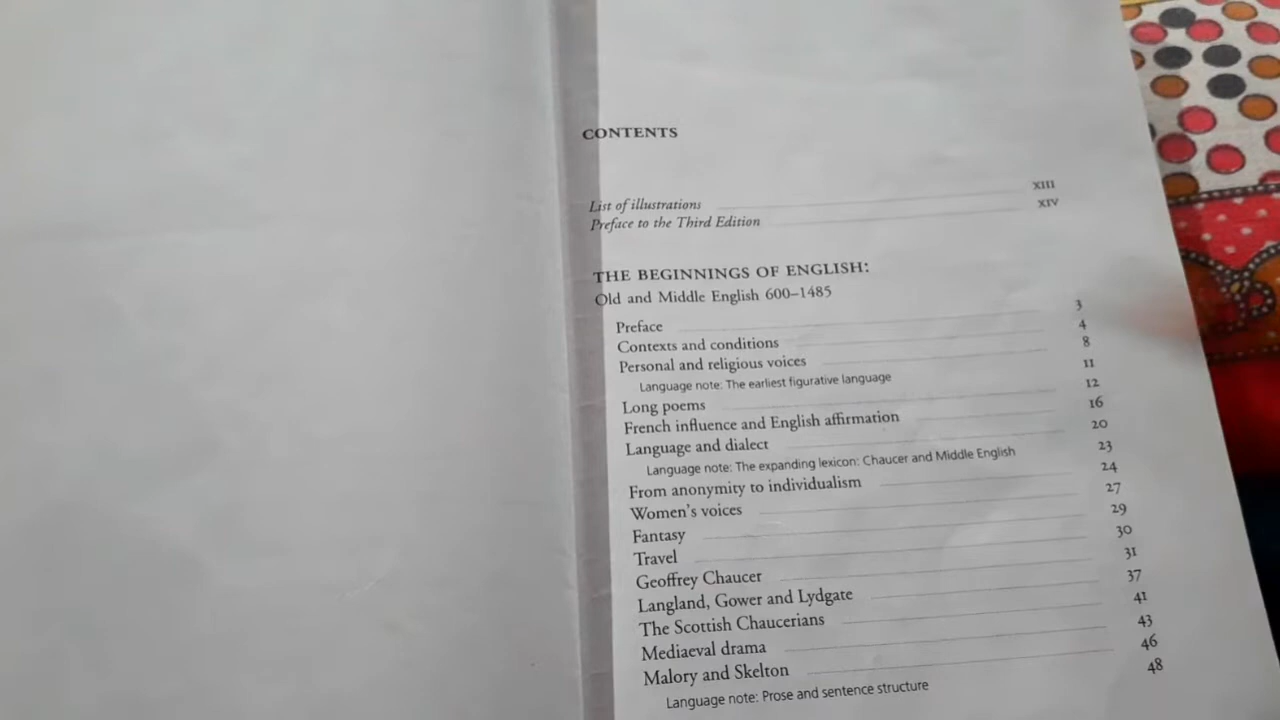 CONTENTS
List of illustrations XIII
Preface to the Third Edition XIV
THE BEGINNINGS OF ENGLISH:
Old and Middle English 600–1485
Preface 3
Contexts and conditions 4
Personal and religious voices 8
Language note: The earliest figurative language 11
Long poems 12
French influence and English affirmation 16
Language and dialect 20
Language note: The expanding lexicon: Chaucer and Middle English 23
From anonymity to individualism 24
Women's voices 27
Fantasy 29
Travel 30
Geoffrey Chaucer 31
Langland, Gower and Lydgate 37
The Scottish Chaucerians 41
Mediaeval drama 43
Malory and Skelton 46
Language note: Prose and sentence structure 48